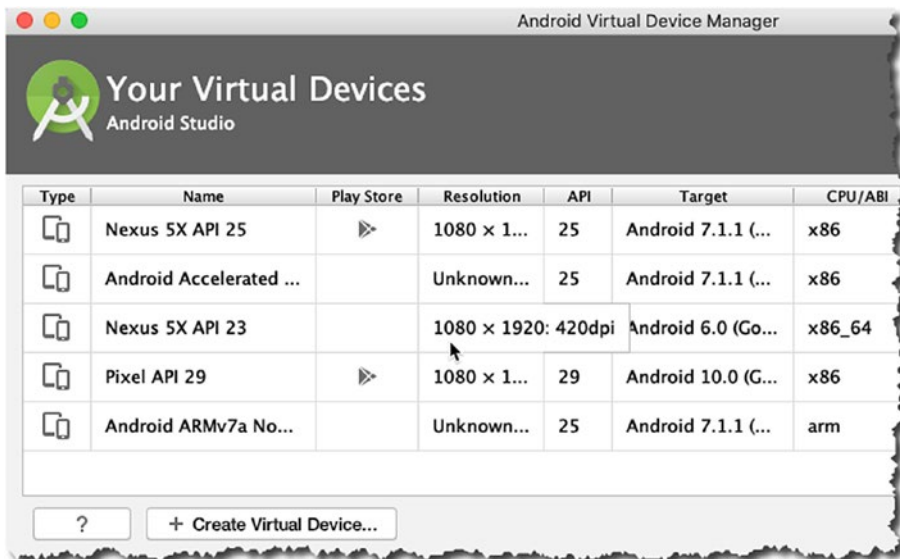 Android Virtual Device Manager
Your Virtual Devices
Android Studio
Type Name Play Store Resolution API Target CPU/ABI
Nexus 5X API 25 1080 × 1... 25 Android 7.1.1 (... x86
Android Accelerated ... Unknown... 25 Android 7.1.1 (... x86
Nexus 5X API 23 1080 × 1920: 420dpi Android 6.0 (Go... x86_64
Pixel API 29 1080 × 1... 29 Android 10.0 (G... x86
Android ARMv7a No... Unknown... 25 Android 7.1.1 (... arm
? + Create Virtual Device...